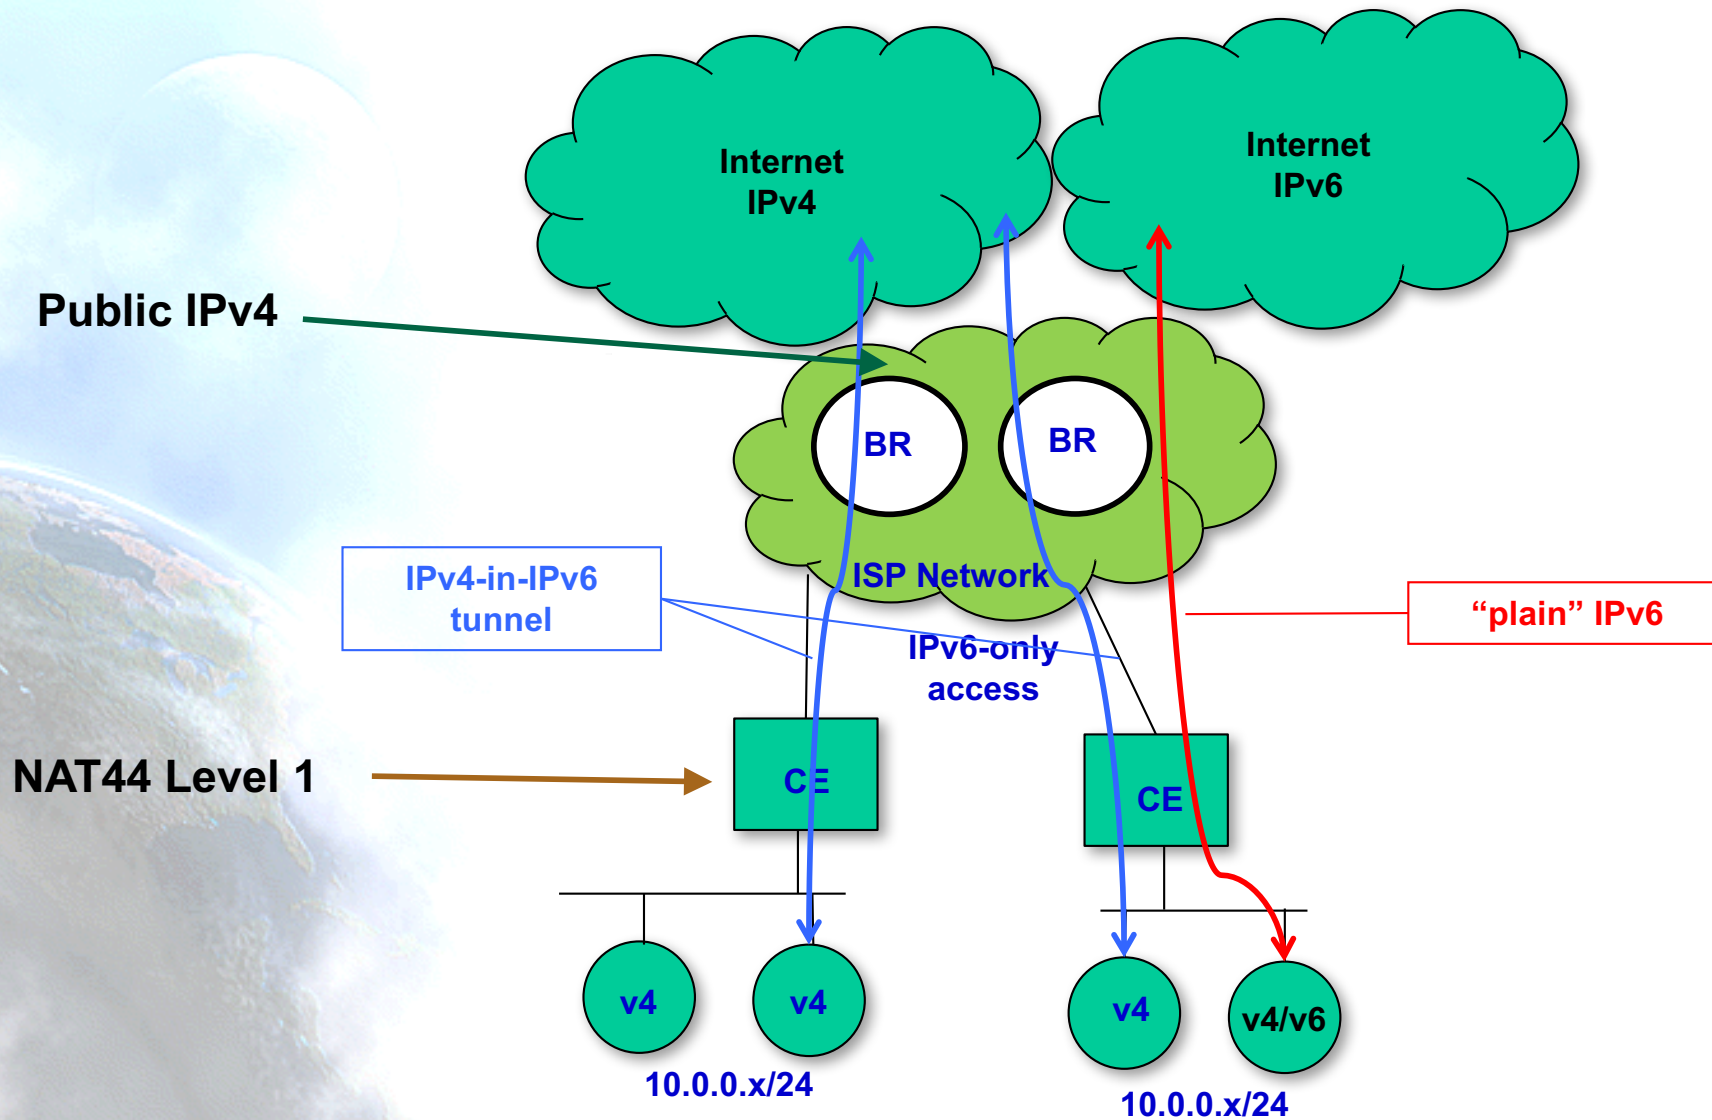 Internet
IPv4
Internet
IPv6
Public IPv4
BR
BR
IPv4-in-IPv6
tunnel
ISP Network
“plain” IPv6
IPv6-only
access
NAT44 Level 1
CE
CE
v4
v4
v4
v4/v6
10.0.0.x/24
10.0.0.x/24